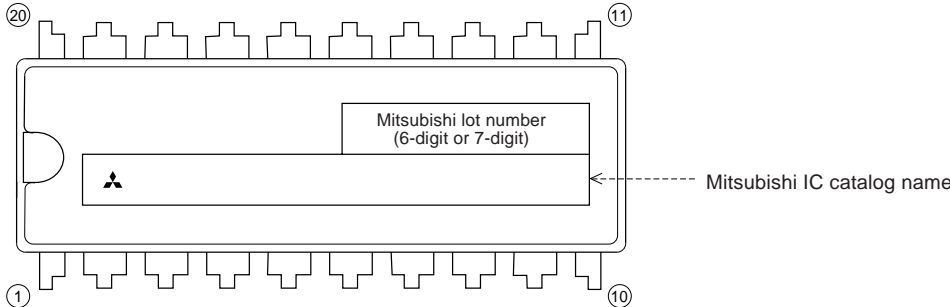 20 11
Mitsubishi lot number
(6-digit or 7-digit)
Mitsubishi IC catalog name
1 10